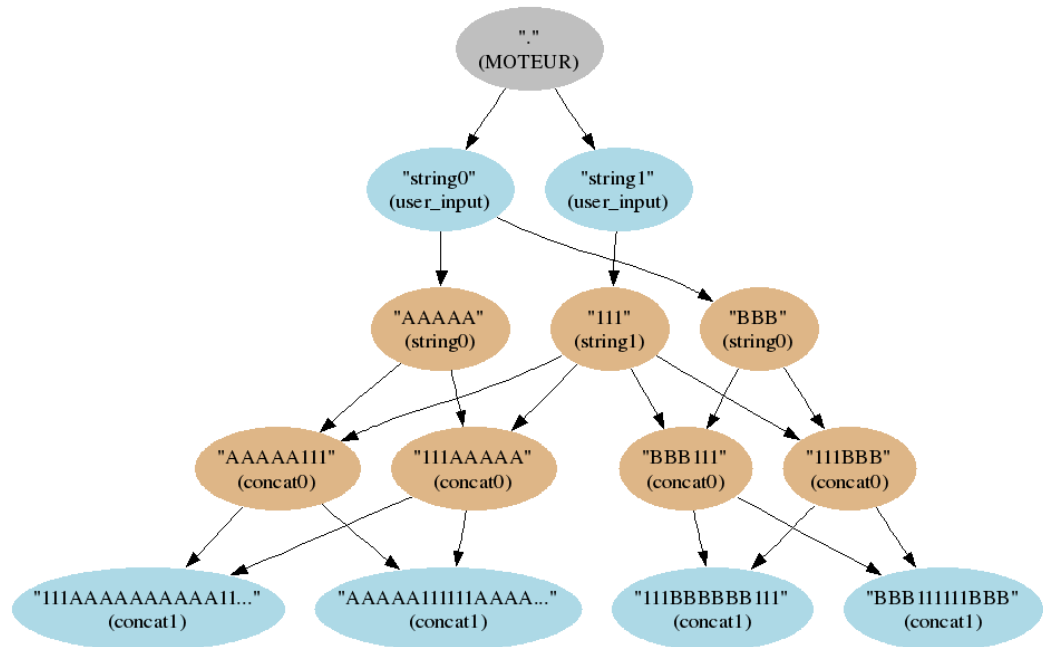 "."
(MOTEUR)
"string0"
(user_input)
"string1"
(user_input)
"AAAAA"
(string0)
"111"
(string1)
"BBB"
(string0)
"AAAAA111"
(concat0)
"111AAAAA"
(concat0)
"BBB111"
(concat0)
"111BBB"
(concat0)
"111AAAAAAAAAA11..."
(concat1)
"AAAAA111111AAAA..."
(concat1)
"111BBBBBB111"
(concat1)
"BBB111111BBB"
(concat1)